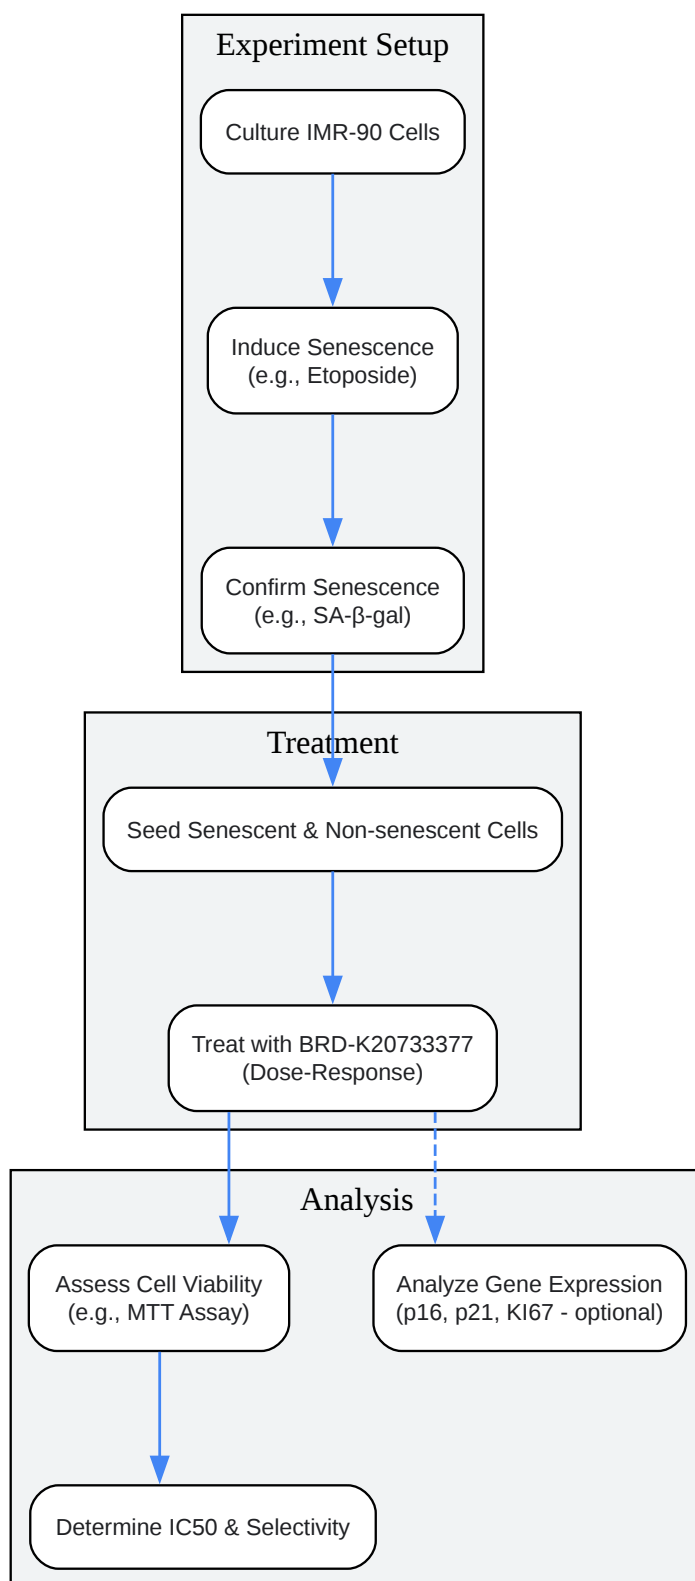 Experiment Setup
Culture IMR-90 Cells
Induce Senescence
(e.g., Etoposide)
Confirm Senescence
(e.g., SA-β-gal)
Treatment
Seed Senescent & Non-senescent Cells
Treat with BRD-K20733377
(Dose-Response)
Analysis
Assess Cell Viability
(e.g., MTT Assay)
Analyze Gene Expression
(p16, p21, KI67 - optional)
Determine IC50 & Selectivity